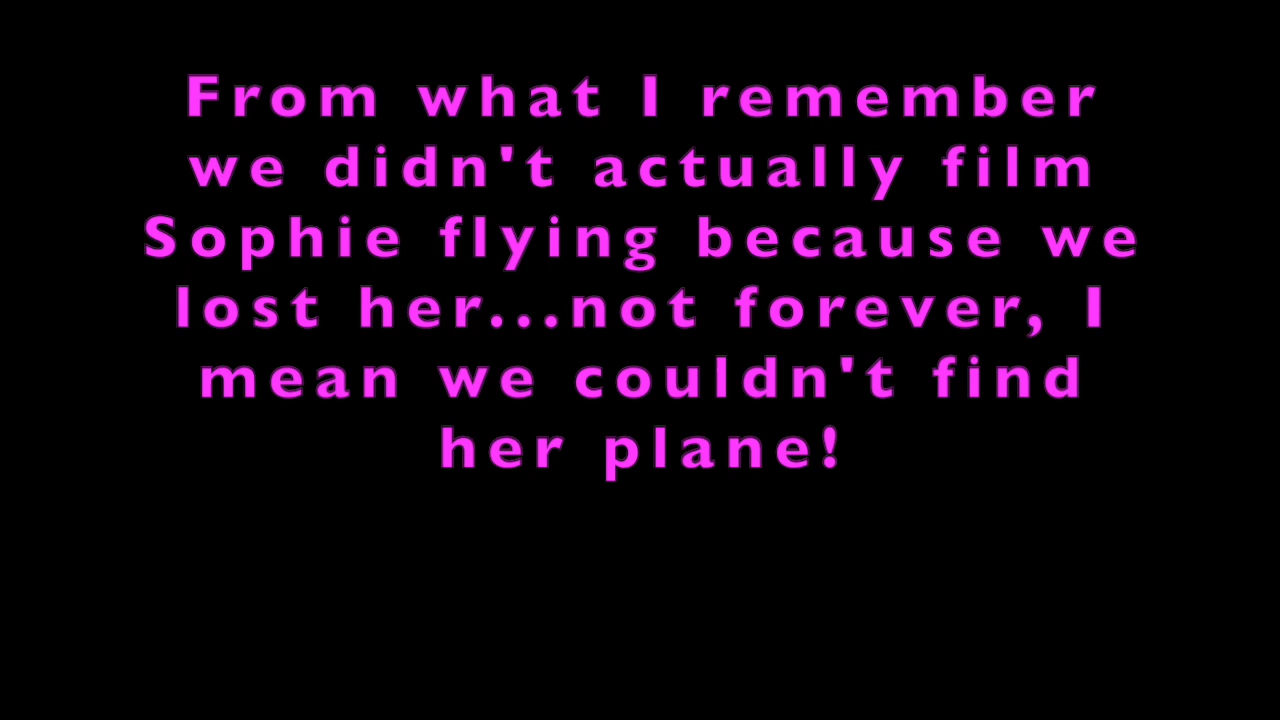 From what I remember
we didn't actually film
Sophie flying because we
lost her...not forever, I
mean we couldn't find
her plane!